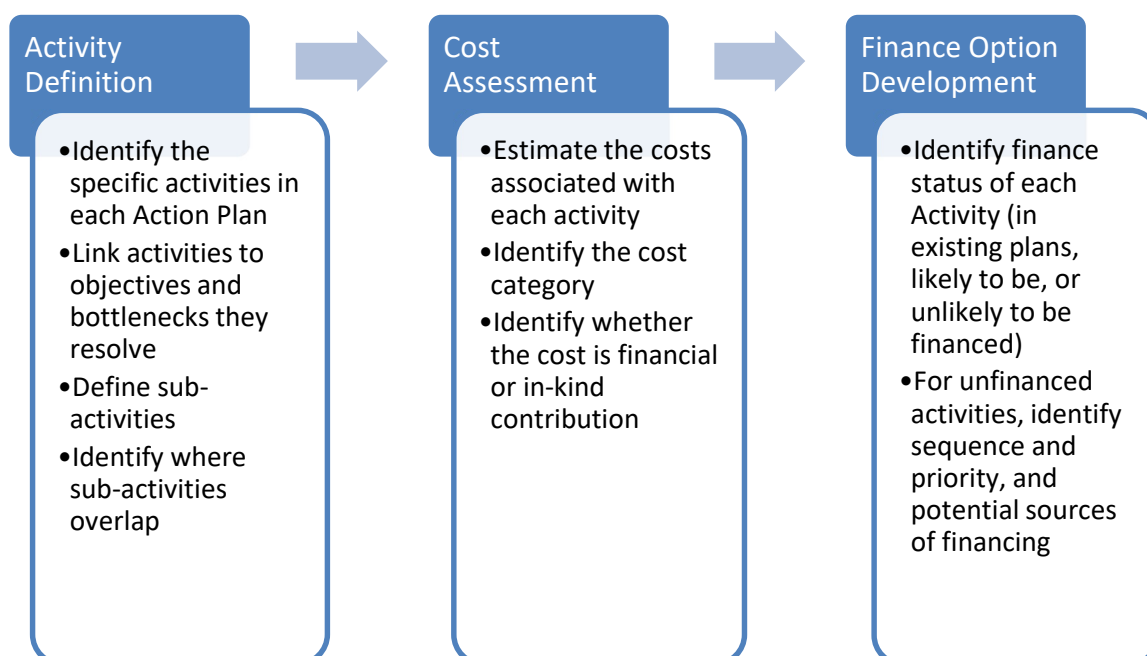 Activity
Definition
•Identify the
specific activities in
each Action Plan
•Link activities to
objectives and
bottlenecks they
resolve
•Define sub-
activities
•Identify where
sub-activities
overlap
Cost
Assessment
•Estimate the costs
associated with
each activity
•Identify the cost
category
•Identify whether
the cost is financial
or in-kind
contribution
Finance Option
Development
•Identify finance
status of each
Activity (in
existing plans,
likely to be, or
unlikely to be
financed)
•For unfinanced
activities, identify
sequence and
priority, and
potential sources
of financing